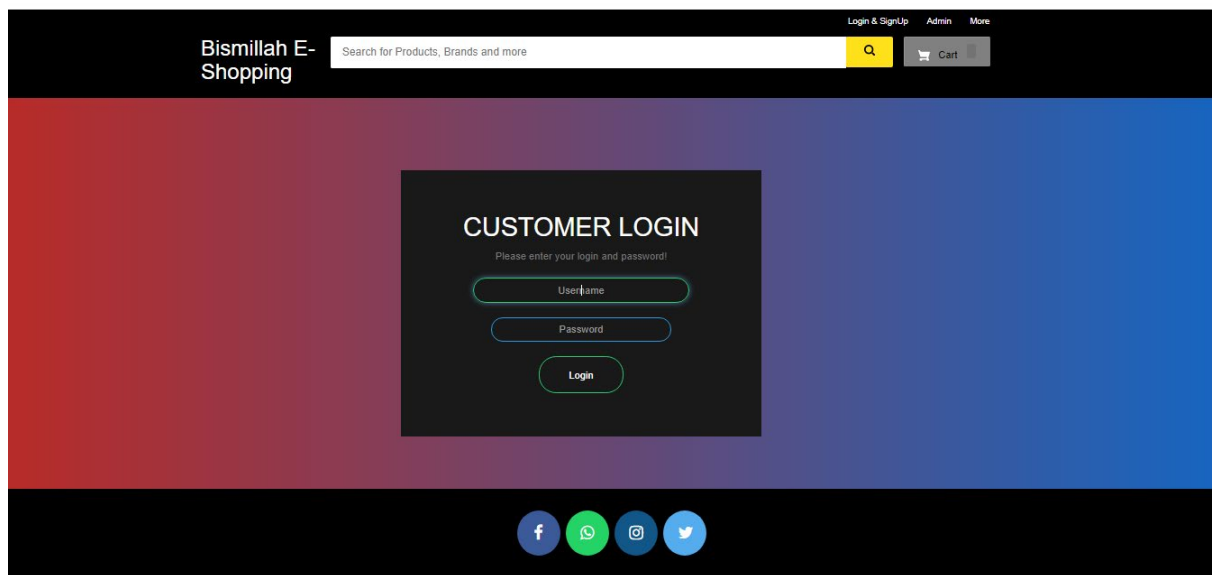 Login & SignUp Admin More
Bismillah E-
Shopping
Search for Products, Brands and more
Cart
CUSTOMER LOGIN
Please enter your login and password!
Username
Password
Login